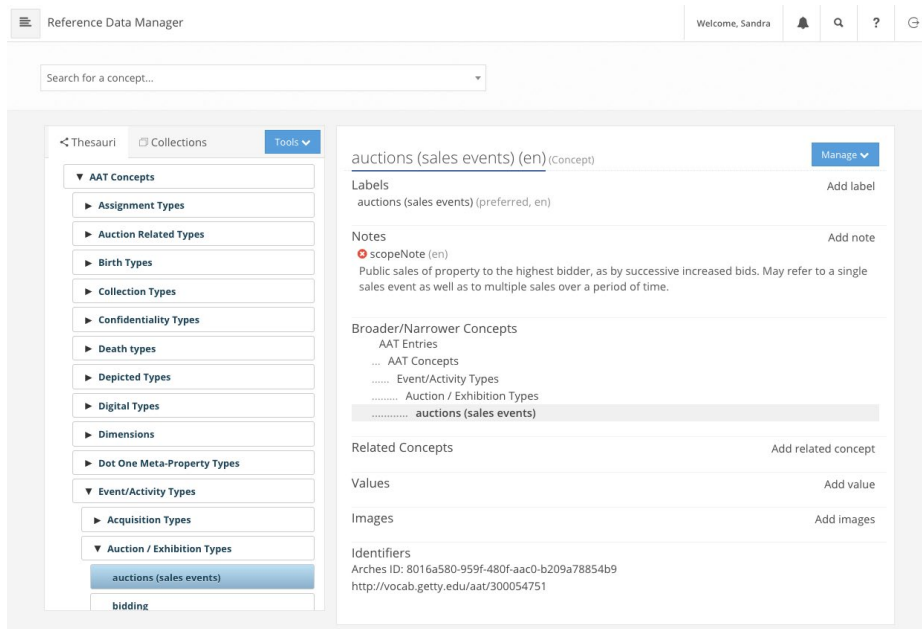 Reference Data Manager
Welcome, Sandra
?
Search for a concept...
Thesauri
Collections
Tools
AAT Concepts
Assignment Types
Auction Related Types
Birth Types
Collection Types
Confidentiality Types
Death types
Depicted Types
Digital Types
Dimensions
Dot One Meta-Property Types
Event/Activity Types
Acquisition Types
Auction / Exhibition Types
auctions (sales events)
bidding
auctions (sales events) (en) (Concept)
Manage
Labels
Add label
auctions (sales events) (preferred, en)
Notes
Add note
scopeNote (en)
Public sales of property to the highest bidder, as by successive increased bids. May refer to a single
sales event as well as to multiple sales over a period of time.
Broader/Narrower Concepts
AAT Entries
... AAT Concepts
...... Event/Activity Types
......... Auction / Exhibition Types
............ auctions (sales events)
Related Concepts
Add related concept
Values
Add value
Images
Add images
Identifiers
Arches ID: 8016a580-959f-480f-aac0-b209a78854b9
http://vocab.getty.edu/aat/300054751